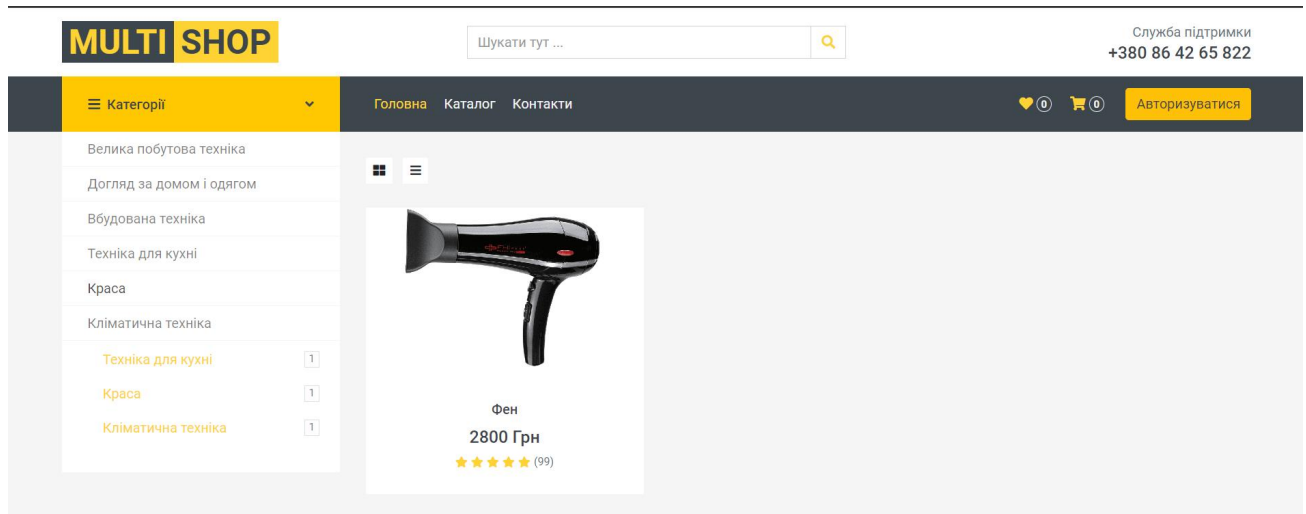 MULTI SHOP
Шукати тут ...
Служба підтримки
+380 86 42 65 822
Категорії
Головна Каталог Контакти
0 0 Авторизуватися
Велика побутова техніка
Догляд за домом і одягом
Вбудована техніка
Техніка для кухні
Краса
Кліматична техніка
Техніка для кухні 1
Краса 1
Кліматична техніка 1
Фен
2800 Грн
(99)